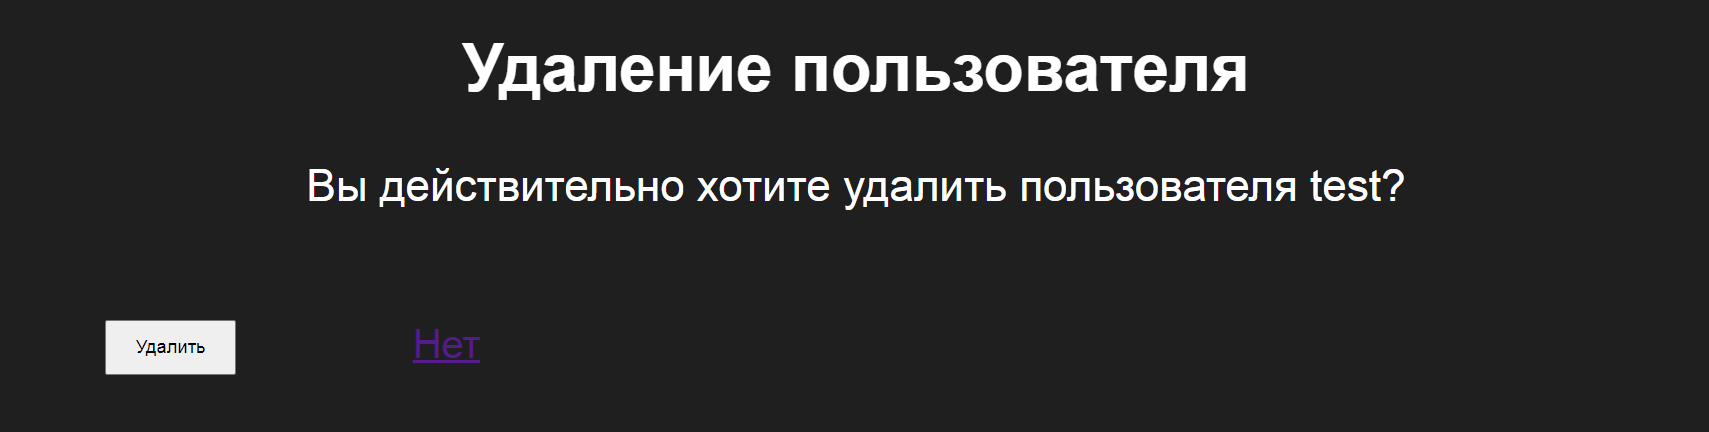 Удаление пользователя
Вы действительно хотите удалить пользователя test?
Удалить
Нет